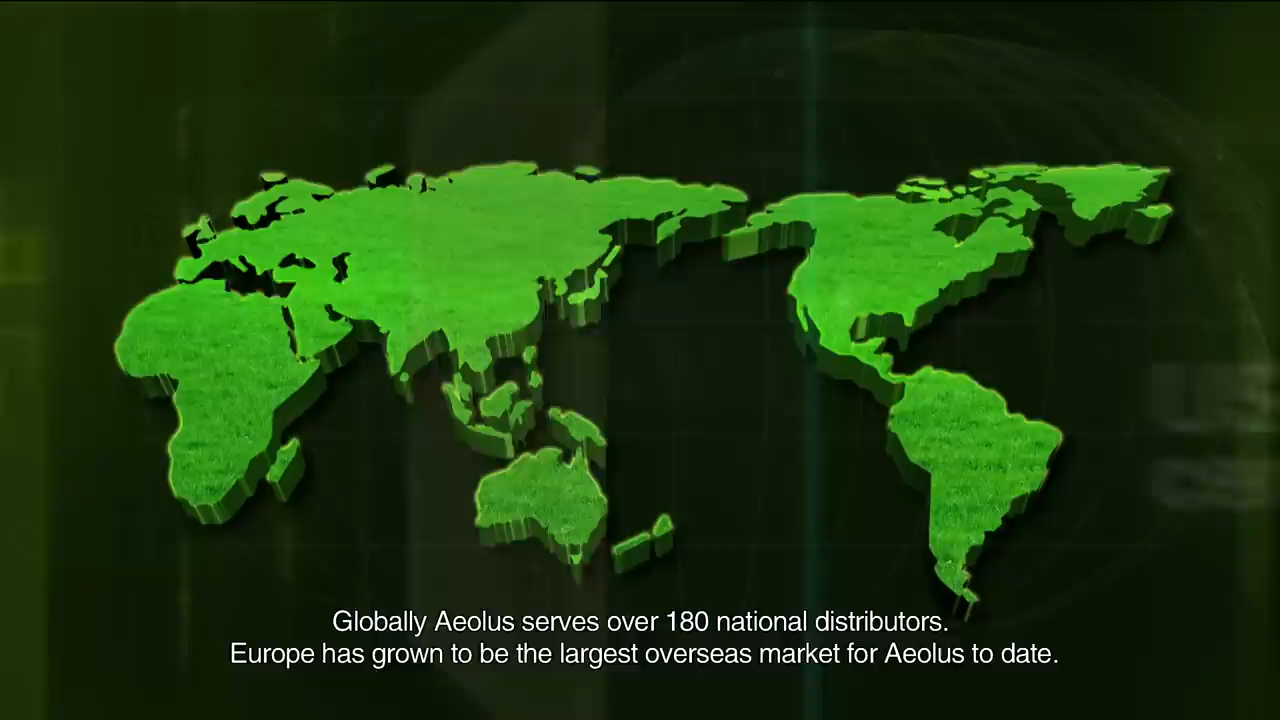 Globally Aeolus serves over 180 national distributors.
Europe has grown to be the largest overseas market for Aeolus to date.